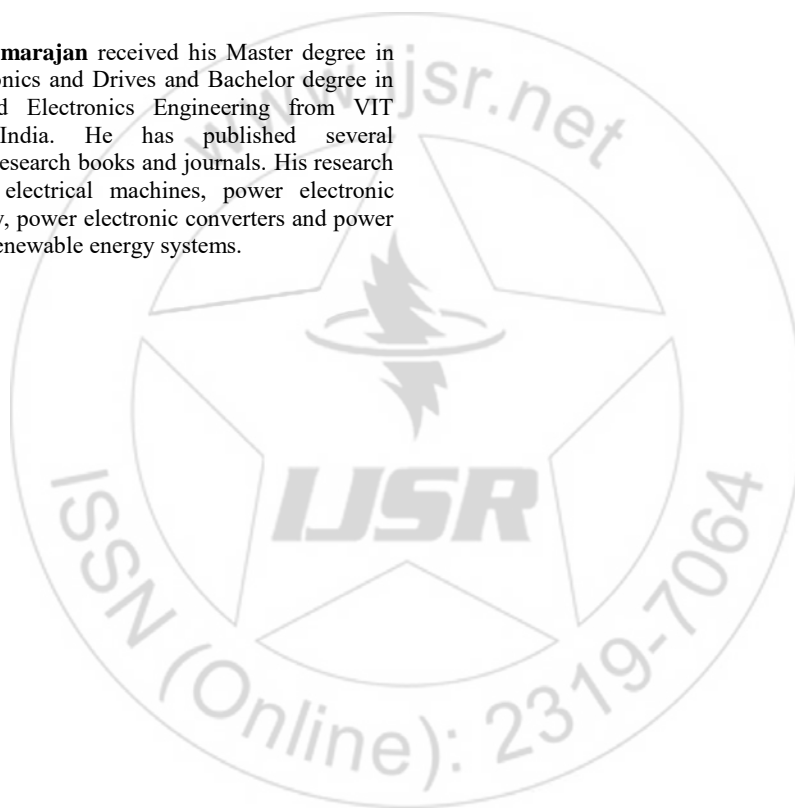 marajan received his Master degree in
onics and Drives and Bachelor degree in
d Electronics Engineering from VIT
India. He has published several
esearch books and journals. His research
electrical machines, power electronic
y, power electronic converters and power
enewable energy systems.
www.ijsr.net
IJSR
ISSN (Online): 2319-7064